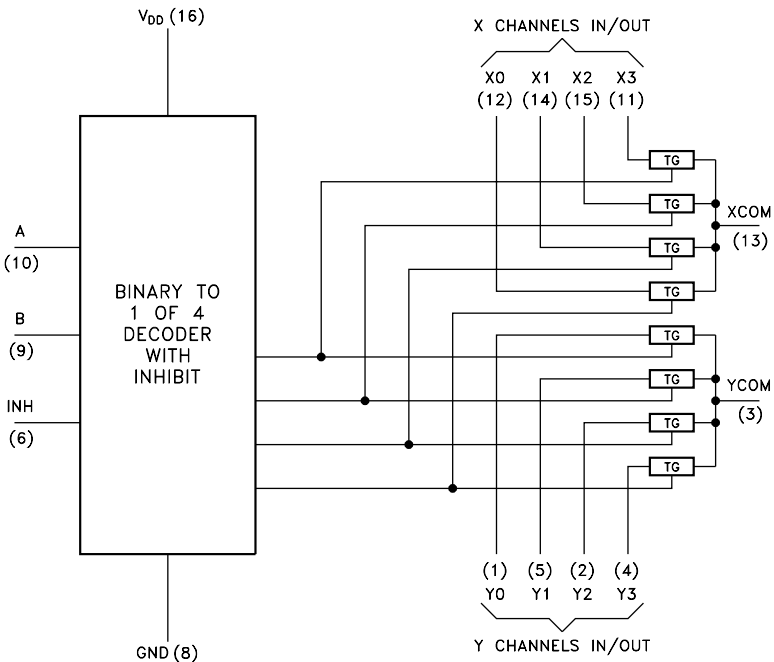 V_DD (16)
X CHANNELS IN/OUT
X0 X1 X2 X3
(12) (14) (15) (11)
TG
TG
XCOM
A
(10)
(13)
TG
BINARY TO
1 OF 4
DECODER
WITH
INHIBIT
TG
B
(9)
TG
TG
YCOM
INH
(6)
(3)
TG
TG
(1) (5) (2) (4)
Y0 Y1 Y2 Y3
GND (8)
Y CHANNELS IN/OUT